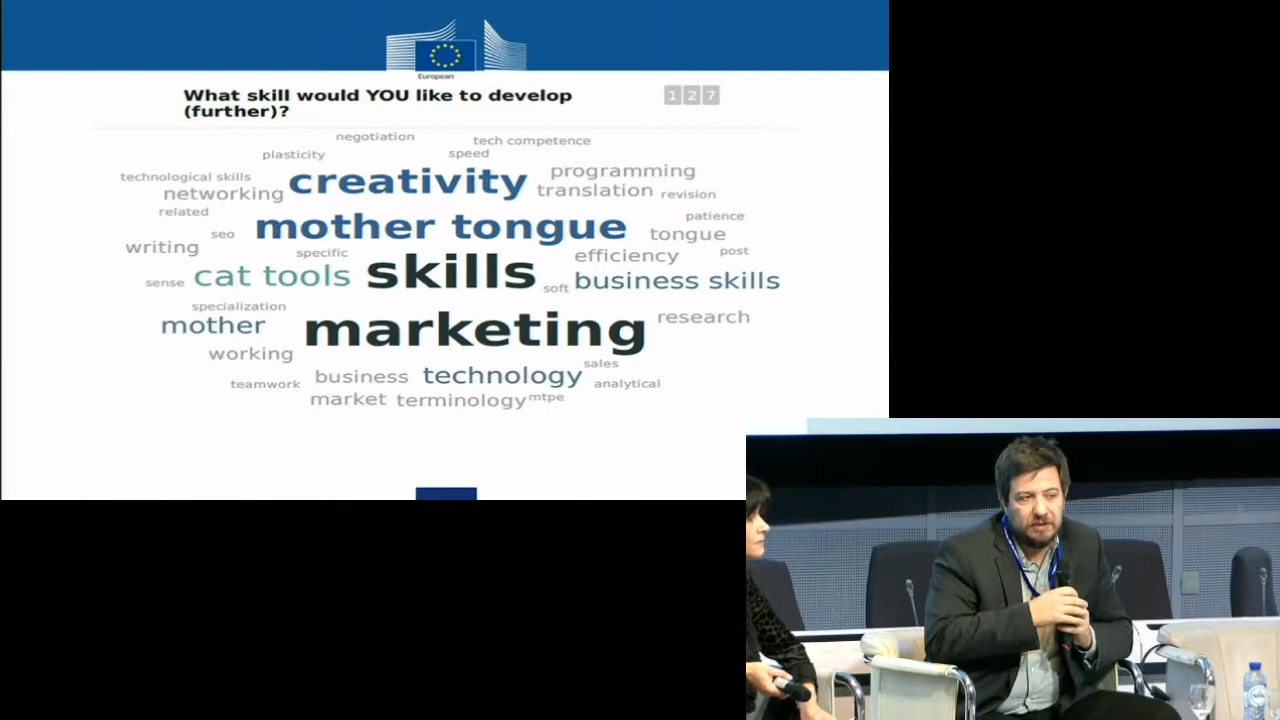 European
What skill would YOU like to develop
(further)?
1 2 7
negotiation
tech competence
plasticity
speed
technological skills
creativity
programming
networking
translation
revision
related
mother tongue
patience
seo
tongue
writing
specific
efficiency
post
sense
cat tools
skills
soft
business skills
specialization
mother
marketing
research
working
sales
teamwork
business
technology
analytical
market
terminology
mtpe